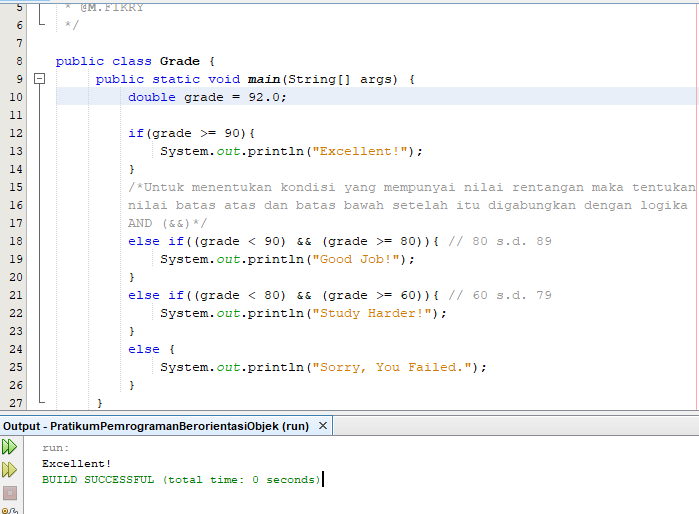 5 * @M.FIKRY
6 */
7
8 public class Grade {
9 public static void main(String[] args) {
10 double grade = 92.0;
11
12 if(grade >= 90){
13 System.out.println("Excellent!");
14 }
15 /*Untuk menentukan kondisi yang mempunyai nilai rentangan maka tentukan
16 nilai batas atas dan batas bawah setelah itu digabungkan dengan logika
17 AND (&&)*/
18 else if((grade < 90) && (grade >= 80)){ // 80 s.d. 89
19 System.out.println("Good Job!");
20 }
21 else if((grade < 80) && (grade >= 60)){ // 60 s.d. 79
22 System.out.println("Study Harder!");
23 }
24 else {
25 System.out.println("Sorry, You Failed.");
26 }
27 }
Output - PratikumPemrogramanBerorientasiObjek (run) ×
run:
Excellent!
BUILD SUCCESSFUL (total time: 0 seconds)